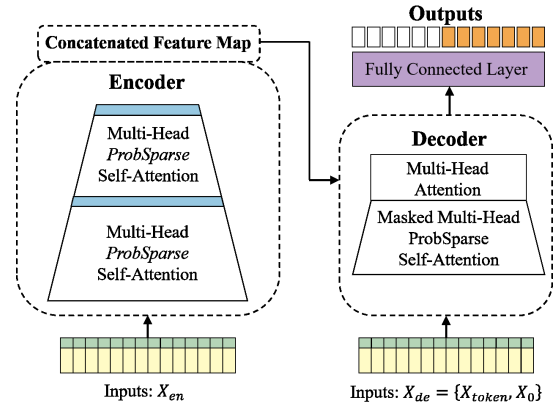 Concatenated Feature Map
Encoder
Multi-Head
ProbSparse
Self-Attention
Multi-Head
ProbSparse
Self-Attention
Inputs: X_en
Outputs
Fully Connected Layer
Decoder
Multi-Head
Attention
Masked Multi-Head
ProbSparse
Self-Attention
Inputs: X_de = {X_token, X_0}